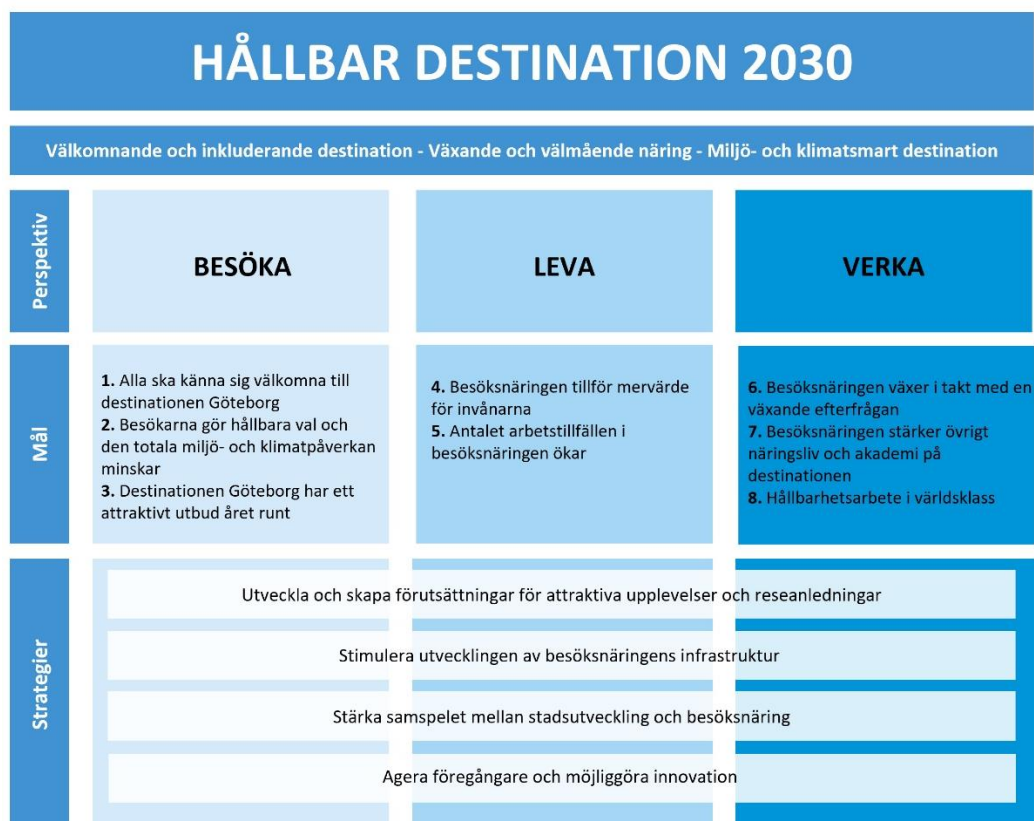 HÅLLBAR DESTINATION 2030
Välkomnande och inkluderande destination - Växande och välmående näring - Miljö- och klimatsmart destination
Perspektiv
BESÖKA
LEVA
VERKA
Mål
1. Alla ska känna sig välkomna till
destinationen Göteborg
2. Besökarna gör hållbara val och
den totala miljö- och klimatpåverkan
minskar
3. Destinationen Göteborg har ett
attraktivt utbud året runt
4. Besöksnäringen tillför mervärde
för invånarna
5. Antalet arbetstillfällen i
besöksnäringen ökar
6. Besöksnäringen växer i takt med en
växande efterfrågan
7. Besöksnäringen stärker övrigt
näringsliv och akademi på
destinationen
8. Hållbarhetsarbete i världsklass
Strategier
Utveckla och skapa förutsättningar för attraktiva upplevelser och reseanledningar
Stimulera utvecklingen av besöksnäringens infrastruktur
Stärka samspelet mellan stadsutveckling och besöksnäring
Agera föregångare och möjliggöra innovation